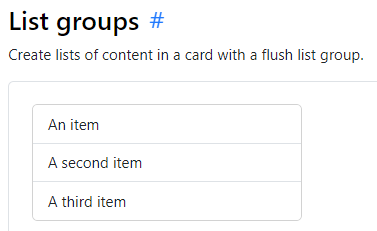 List groups #
Create lists of content in a card with a flush list group.
An item
A second item
A third item